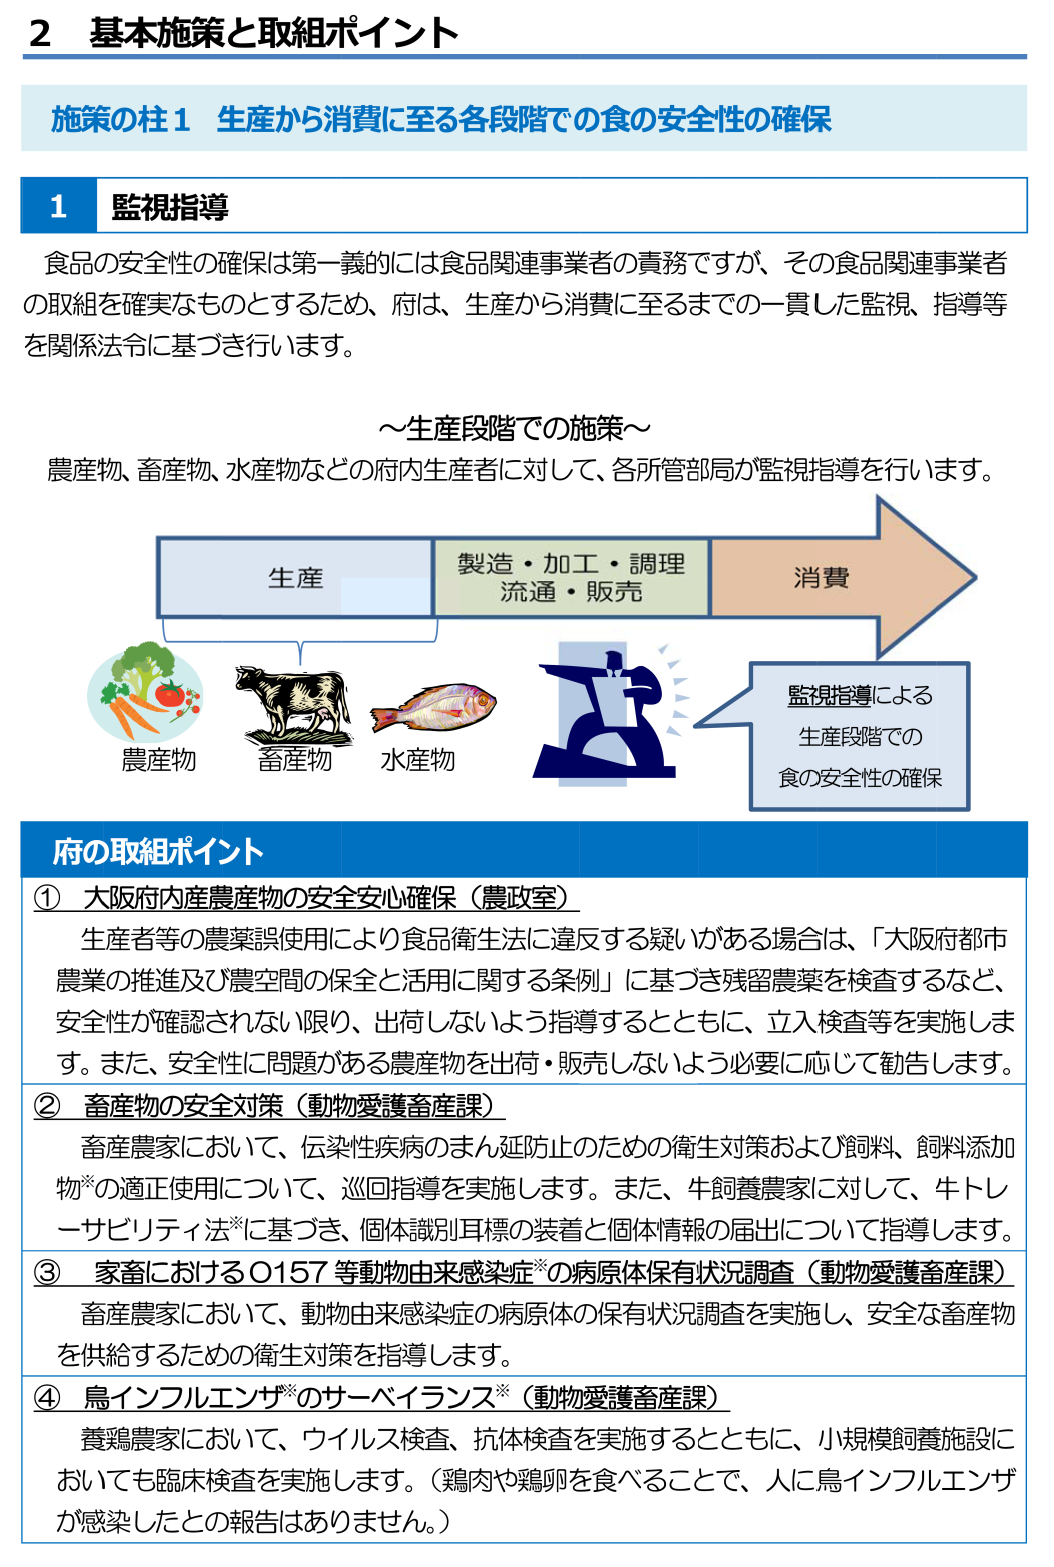 2 基本施策と取組ポイント
施策の柱1 生産から消費に至る各段階での食の安全性の確保
1 監視指導
食品の安全性の確保は第一義的には食品関連事業者の責務ですが、その食品関連事業者
の取組を確実なものとするため、府は、生産から消費に至るまでの一貫した監視、指導等
を関係法令に基づき行います。
～生産段階での施策～
農産物、畜産物、水産物などの府内生産者に対して、各所管部局が監視指導を行います。
生産
製造・加工・調理
流通・販売
消費
農産物
畜産物
水産物
監視指導による
生産段階での
食の安全性の確保
府の取組ポイント
① 大阪府内産農産物の安全安心確保（農政室）
生産者等の農薬誤使用により食品衛生法に違反する疑いがある場合は、「大阪府都市
農業の推進及び農空間の保全と活用に関する条例」に基づき残留農薬を検査するなど、
安全性が確認されない限り、出荷しないよう指導するとともに、立入検査等を実施しま
す。また、安全性に問題がある農産物を出荷・販売しないよう必要に応じて勧告します。
② 畜産物の安全対策（動物愛護畜産課）
畜産農家において、伝染性疾病のまん延防止のための衛生対策および飼料、飼料添加
物※の適正使用について、巡回指導を実施します。また、牛飼養農家に対して、牛トレ
ーサビリティ法※に基づき、個体識別耳標の装着と個体情報の届出について指導します。
③ 家畜におけるO157等動物由来感染症※の病原体保有状況調査（動物愛護畜産課）
畜産農家において、動物由来感染症の病原体の保有状況調査を実施し、安全な畜産物
を供給するための衛生対策を指導します。
④ 鳥インフルエンザ※のサーベイランス※（動物愛護畜産課）
養鶏農家において、ウイルス検査、抗体検査を実施するとともに、小規模飼養施設に
おいても臨床検査を実施します。（鶏肉や鶏卵を食べることで、人に鳥インフルエンザ
が感染したとの報告はありません。）